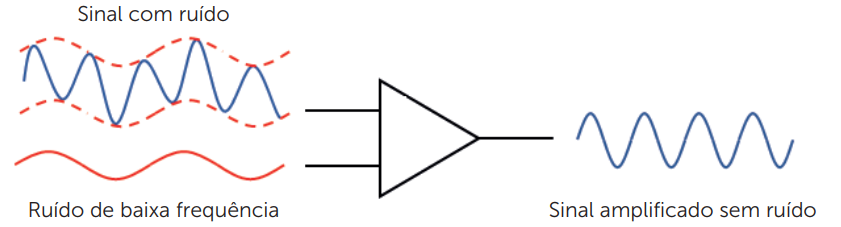 Sinal com ruído
Ruído de baixa frequência
Sinal amplificado sem ruído